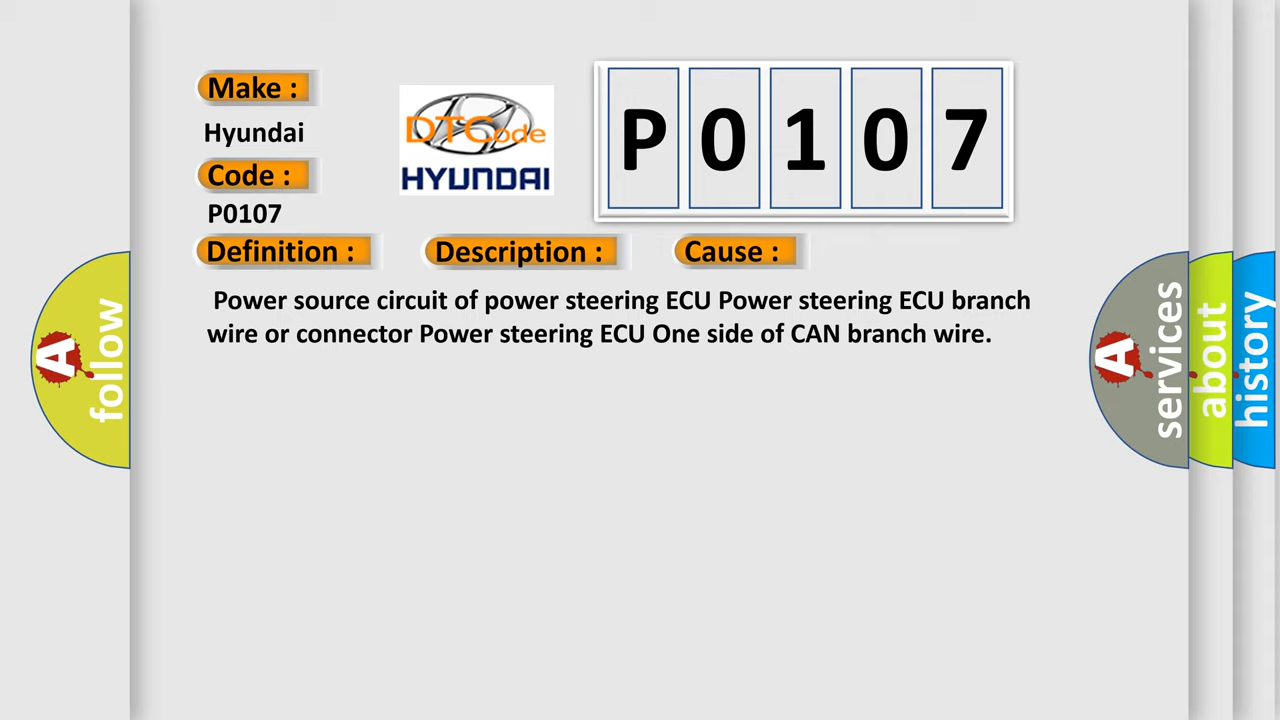 Make :
Hyundai
Code :
P0107
DTCode
HYUNDAI
P 0 1 0 7
Definition : Description : Cause :
Power source circuit of power steering ECU Power steering ECU branch
wire or connector Power steering ECU One side of CAN branch wire.
A follow
A services
about
history